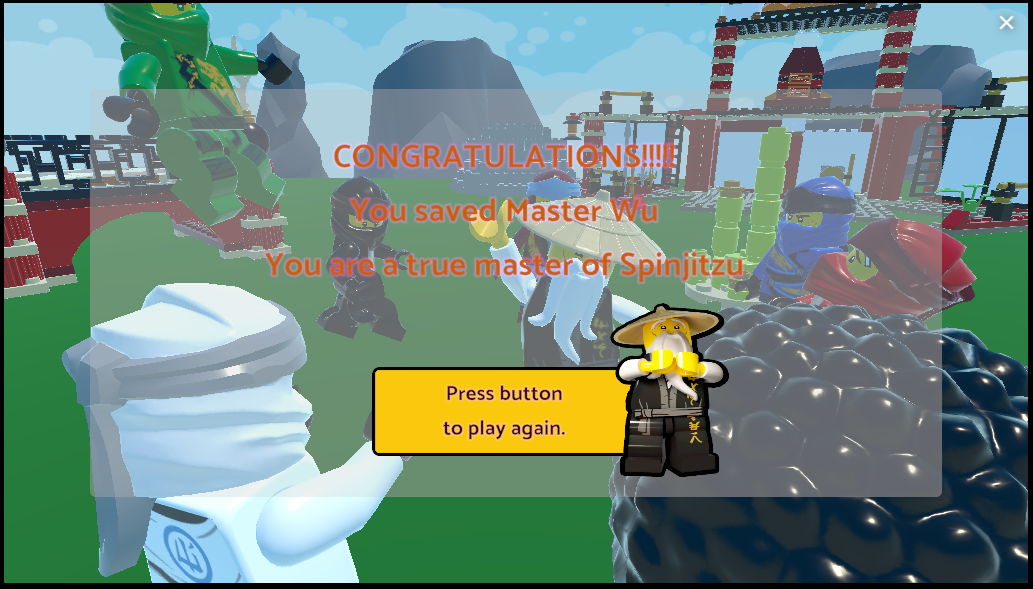 CONGRATULATIONS!!!!!
You saved Master Wu
You are a true master of Spinjitzu
Press button
to play again.